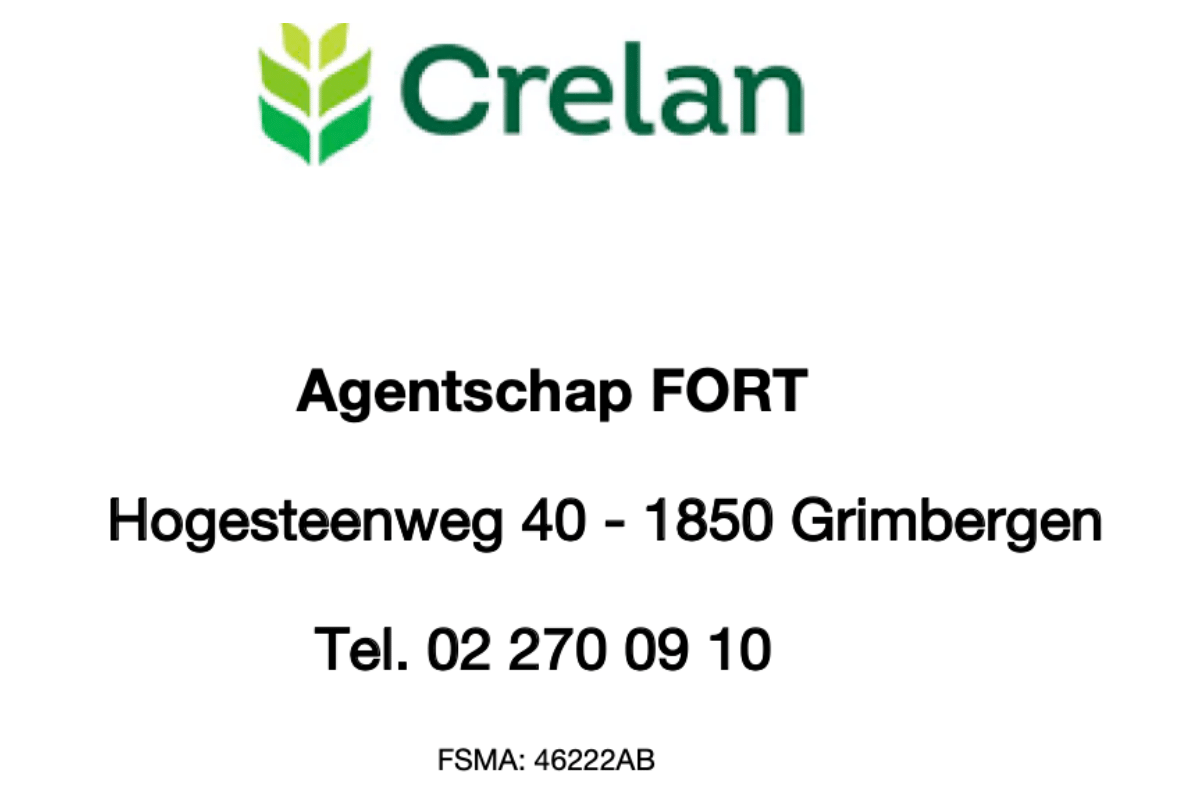 Crelan
Agentschap FORT
Hogesteenweg 40 - 1850 Grimbergen
Tel. 02 270 09 10
FSMA: 46222AB